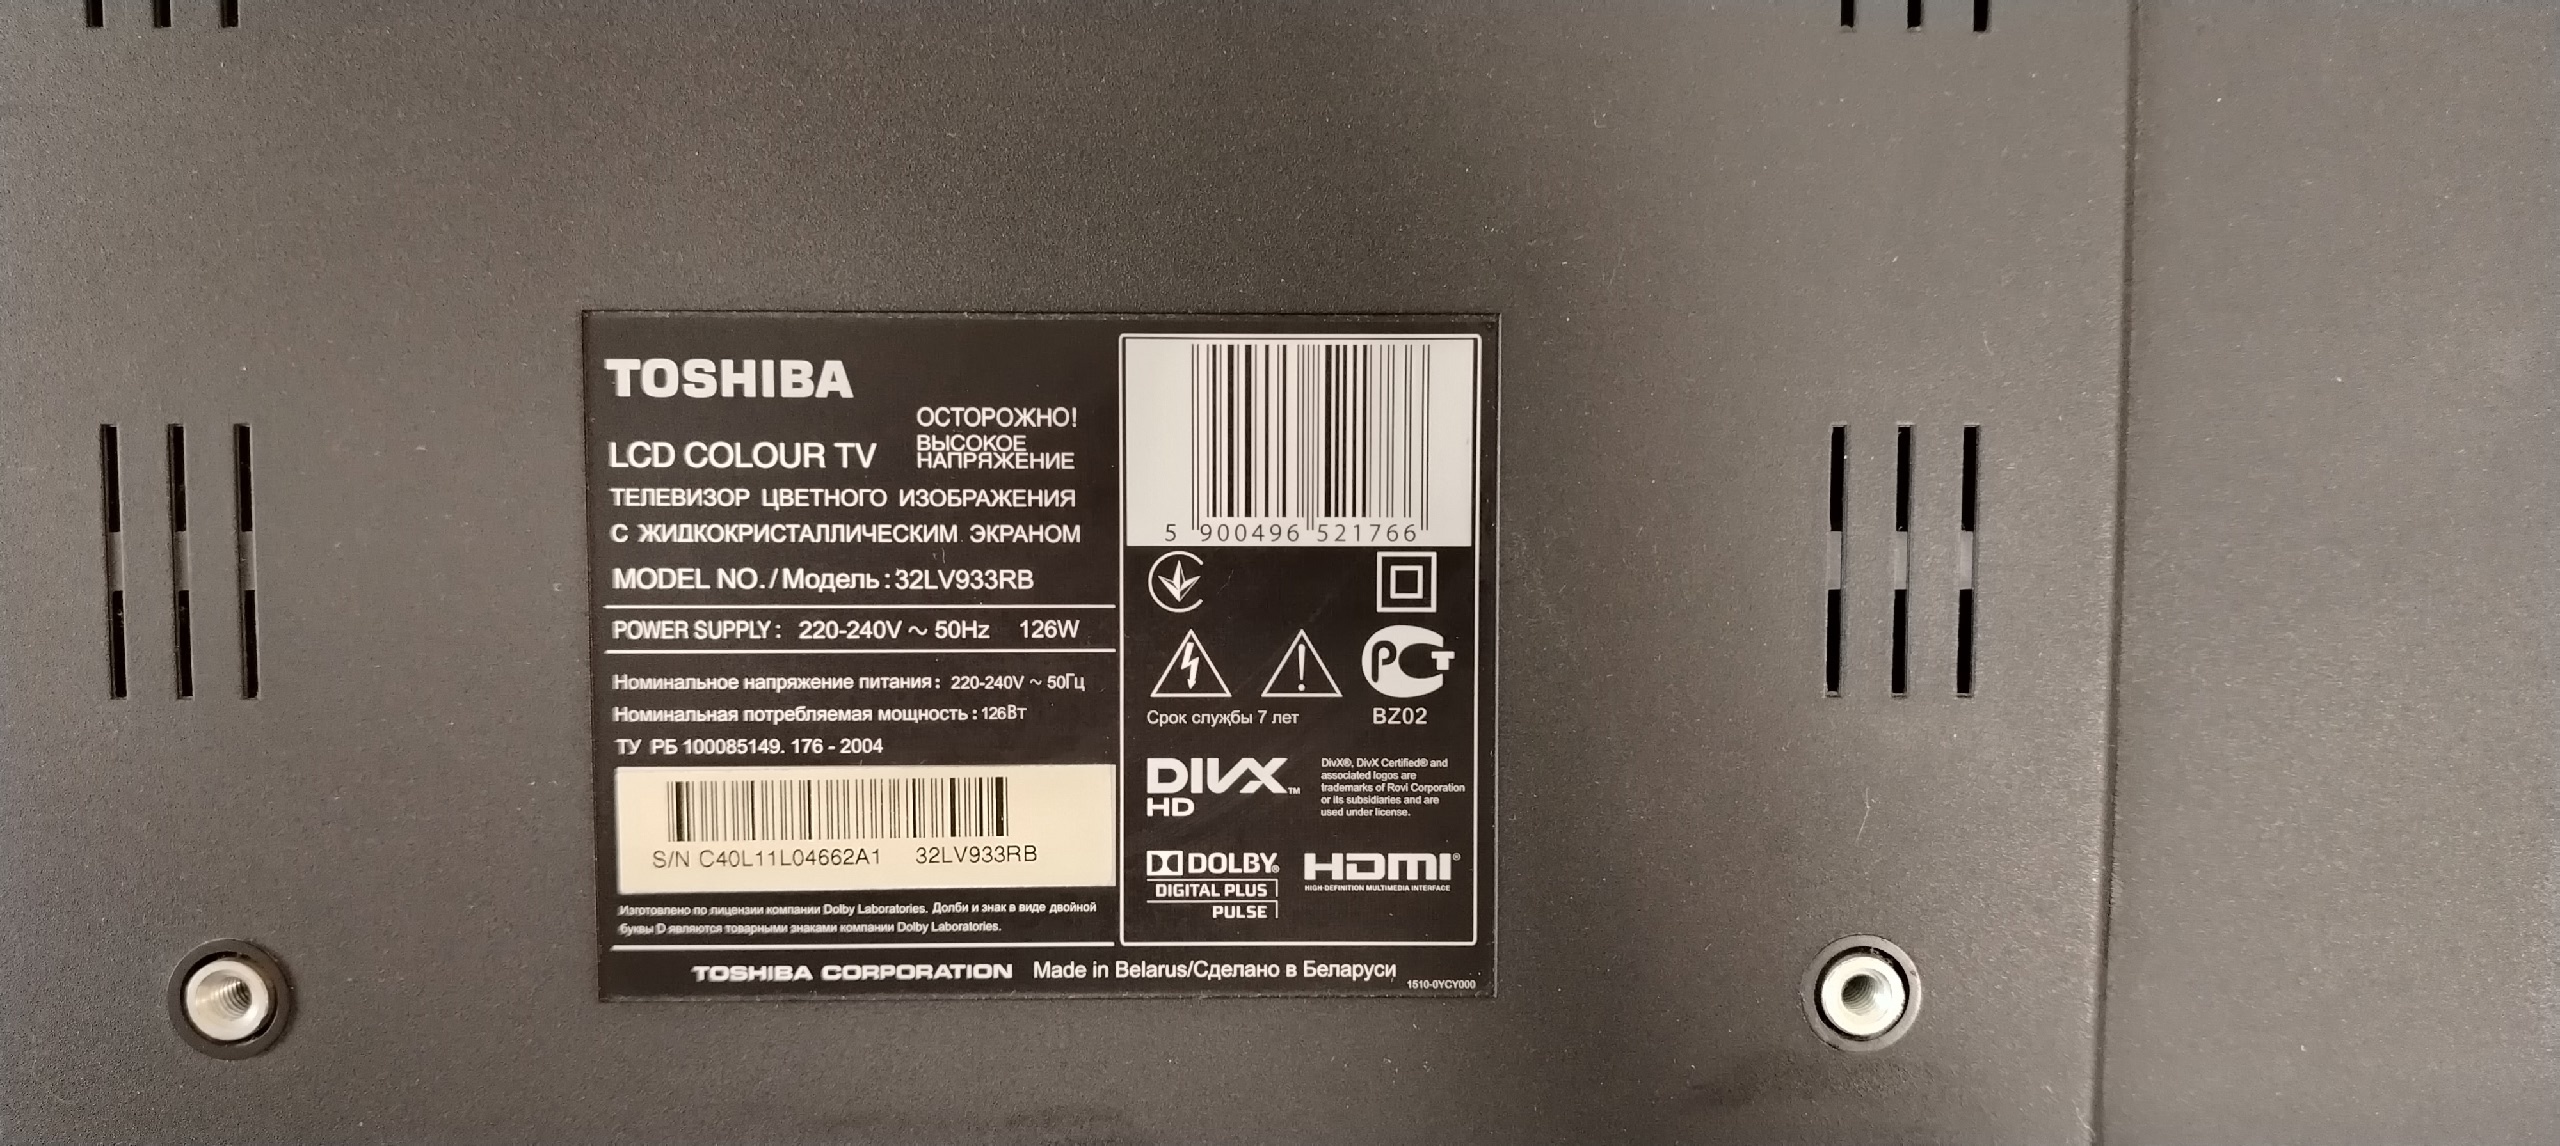 TOSHIBA
ОСТОРОЖНО!
ВЫСОКОЕ
НАПРЯЖЕНИЕ
LCD COLOUR TV
ТЕЛЕВИЗОР ЦВЕТНОГО ИЗОБРАЖЕНИЯ
С ЖИДКОКРИСТАЛЛИЧЕСКИМ ЭКРАНОМ
MODEL NO./Модель:32LV933RB
POWER SUPPLY: 220-240V ~ 50Hz 126W
Номинальное напряжение питания: 220-240V ~ 50Гц
Номинальная потребляемая мощность:126Вт
ТУ РБ 100085149. 176 - 2004
S/N C40L11L04662A1 32LV933RB
Изготовлено по лицензии компании Dolby Laboratories. Долби и знак в виде двойной
буквы D являются товарными знаками компании Dolby Laboratories.
5 900496 521766
РСТ
Срок службы 7 лет
BZ02
DIVX™
HD
DivX®, DivX Certified® and
associated logos are
trademarks of Rovi Corporation
or its subsidiaries and are
used under license.
DOLBY®
DIGITAL PLUS
PULSE
HDMI®
HIGH-DEFINITION MULTIMEDIA INTERFACE
TOSHIBA CORPORATION Made in Belarus/Сделано в Беларуси
1510-0YCY000